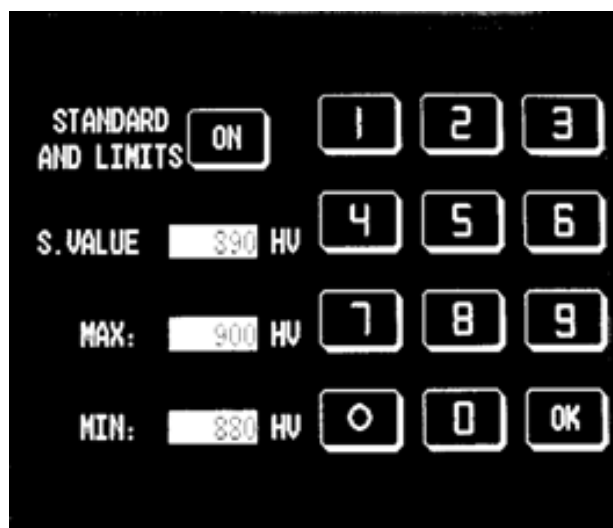 STANDARD
AND LIMITS ON
1 2 3
S.VALUE 890 HV
4 5 6
MAX: 900 HV
7 8 9
MIN: 880 HV
◇ 0 OK